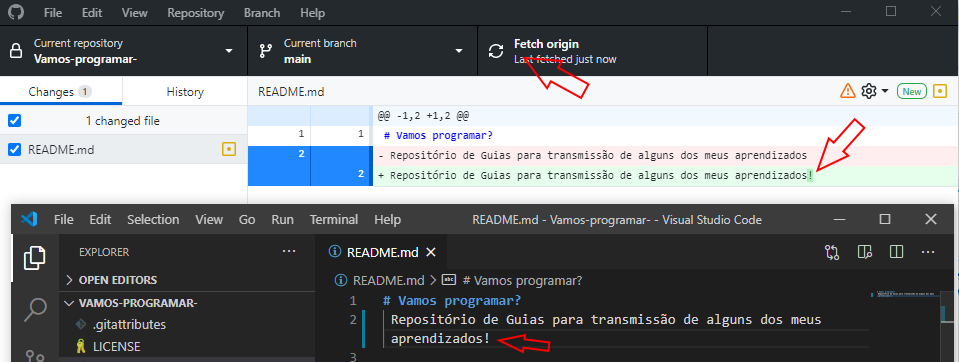 File Edit View Repository Branch Help
Current repository
Vamos-programar-
Current branch
main
Fetch origin
Last fetched just now
Changes 1 History
README.md
New
1 changed file
README.md
@@ -1,2 +1,2 @@
1 1 # Vamos programar?
2 - Repositório de Guias para transmissão de alguns dos meus aprendizados
2 + Repositório de Guias para transmissão de alguns dos meus aprendizados!
File Edit Selection View Go Run Terminal Help README.md - Vamos-programar- - Visual Studio Code
EXPLORER
OPEN EDITORS
VAMOS-PROGRAMAR-
.gitattributes
LICENSE
README.md
README.md > # Vamos programar?
1 # Vamos programar?
2 Repositório de Guias para transmissão de alguns dos meus
aprendizados!
3